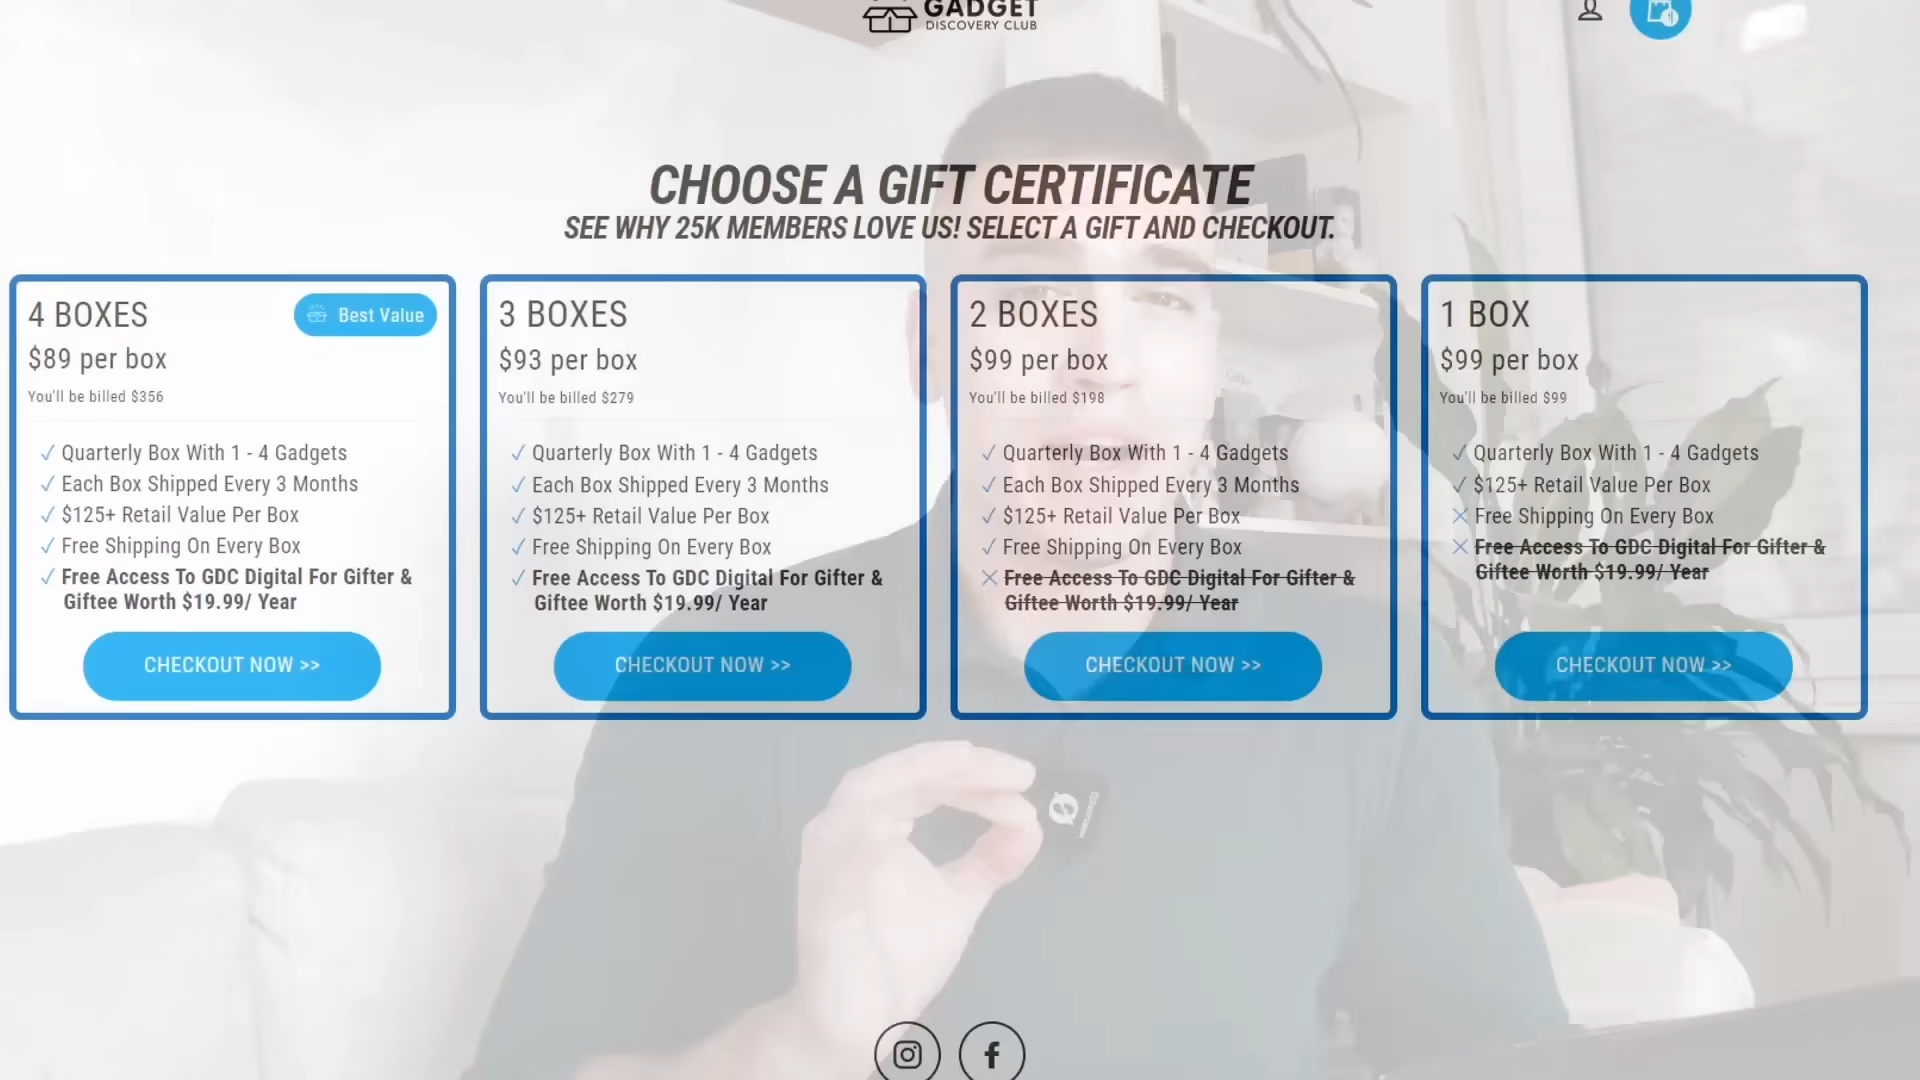 GADGET
DISCOVERY CLUB
CHOOSE A GIFT CERTIFICATE
SEE WHY 25K MEMBERS LOVE US! SELECT A GIFT AND CHECKOUT.
4 BOXES
Best Value
$89 per box
You'll be billed $356
✓ Quarterly Box With 1 - 4 Gadgets
✓ Each Box Shipped Every 3 Months
✓ $125+ Retail Value Per Box
✓ Free Shipping On Every Box
✓ Free Access To GDC Digital For Gifter &
Giftee Worth $19.99/ Year
CHECKOUT NOW >>
3 BOXES
$93 per box
You'll be billed $279
✓ Quarterly Box With 1 - 4 Gadgets
✓ Each Box Shipped Every 3 Months
✓ $125+ Retail Value Per Box
✓ Free Shipping On Every Box
✓ Free Access To GDC Digital For Gifter &
Giftee Worth $19.99/ Year
CHECKOUT NOW >>
2 BOXES
$99 per box
You'll be billed $198
✓ Quarterly Box With 1 - 4 Gadgets
✓ Each Box Shipped Every 3 Months
✓ $125+ Retail Value Per Box
✓ Free Shipping On Every Box
✕ Free Access To GDC Digital For Gifter &
Giftee Worth $19.99/ Year
CHECKOUT NOW >>
1 BOX
$99 per box
You'll be billed $99
✓ Quarterly Box With 1 - 4 Gadgets
✓ $125+ Retail Value Per Box
✕ Free Shipping On Every Box
✕ Free Access To GDC Digital For Gifter &
Giftee Worth $19.99/ Year
CHECKOUT NOW >>